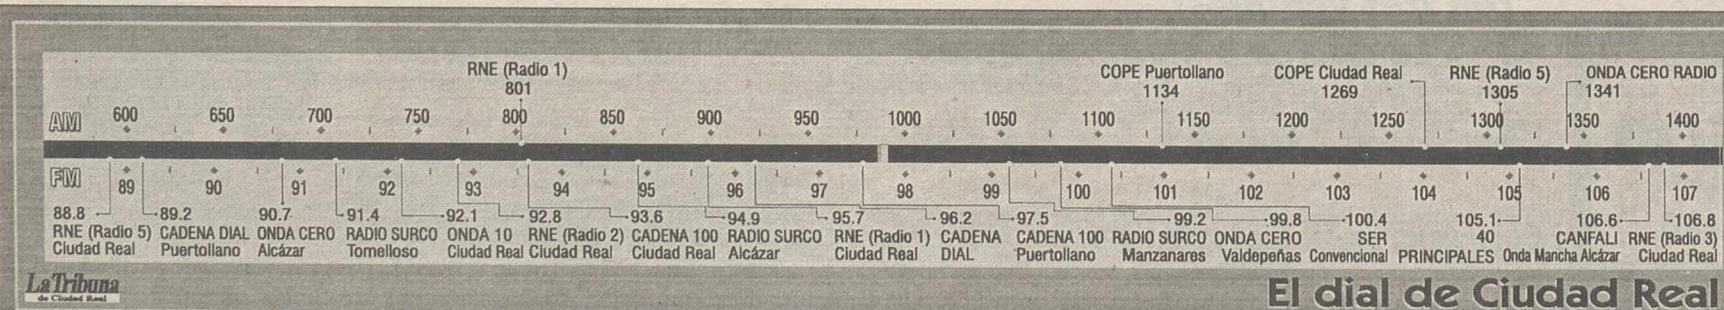 RNE (Radio 1) COPE Puertollano COPE Ciudad Real RNE (Radio 5) ONDA CERO RADIO
801 1134 1269 1305 1341
AM 600 650 700 750 800 850 900 950 1000 1050 1100 1150 1200 1250 1300 1350 1400
FM 89 90 91 92 93 94 95 96 97 98 99 100 101 102 103 104 105 106 107
88.8 89.2 90.7 91.4 92.1 92.8 93.6 94.9 95.7 96.2 97.5 99.2 99.8 100.4 105.1 106.6 106.8
RNE (Radio 5) CADENA DIAL ONDA CERO RADIO SURCO ONDA 10 RNE (Radio 2) CADENA 100 RADIO SURCO RNE (Radio 1) CADENA CADENA 100 RADIO SURCO ONDA CERO SER 40 CANFALI RNE (Radio 3)
Ciudad Real Puertollano Alcázar Tomelloso Ciudad Real Ciudad Real Ciudad Real Alcázar Ciudad Real DIAL Puertollano Manzanares Valdepeñas Convencional PRINCIPALES Onda Mancha Alcázar Ciudad Real
La Tribuna
de Ciudad Real
El dial de Ciudad Real